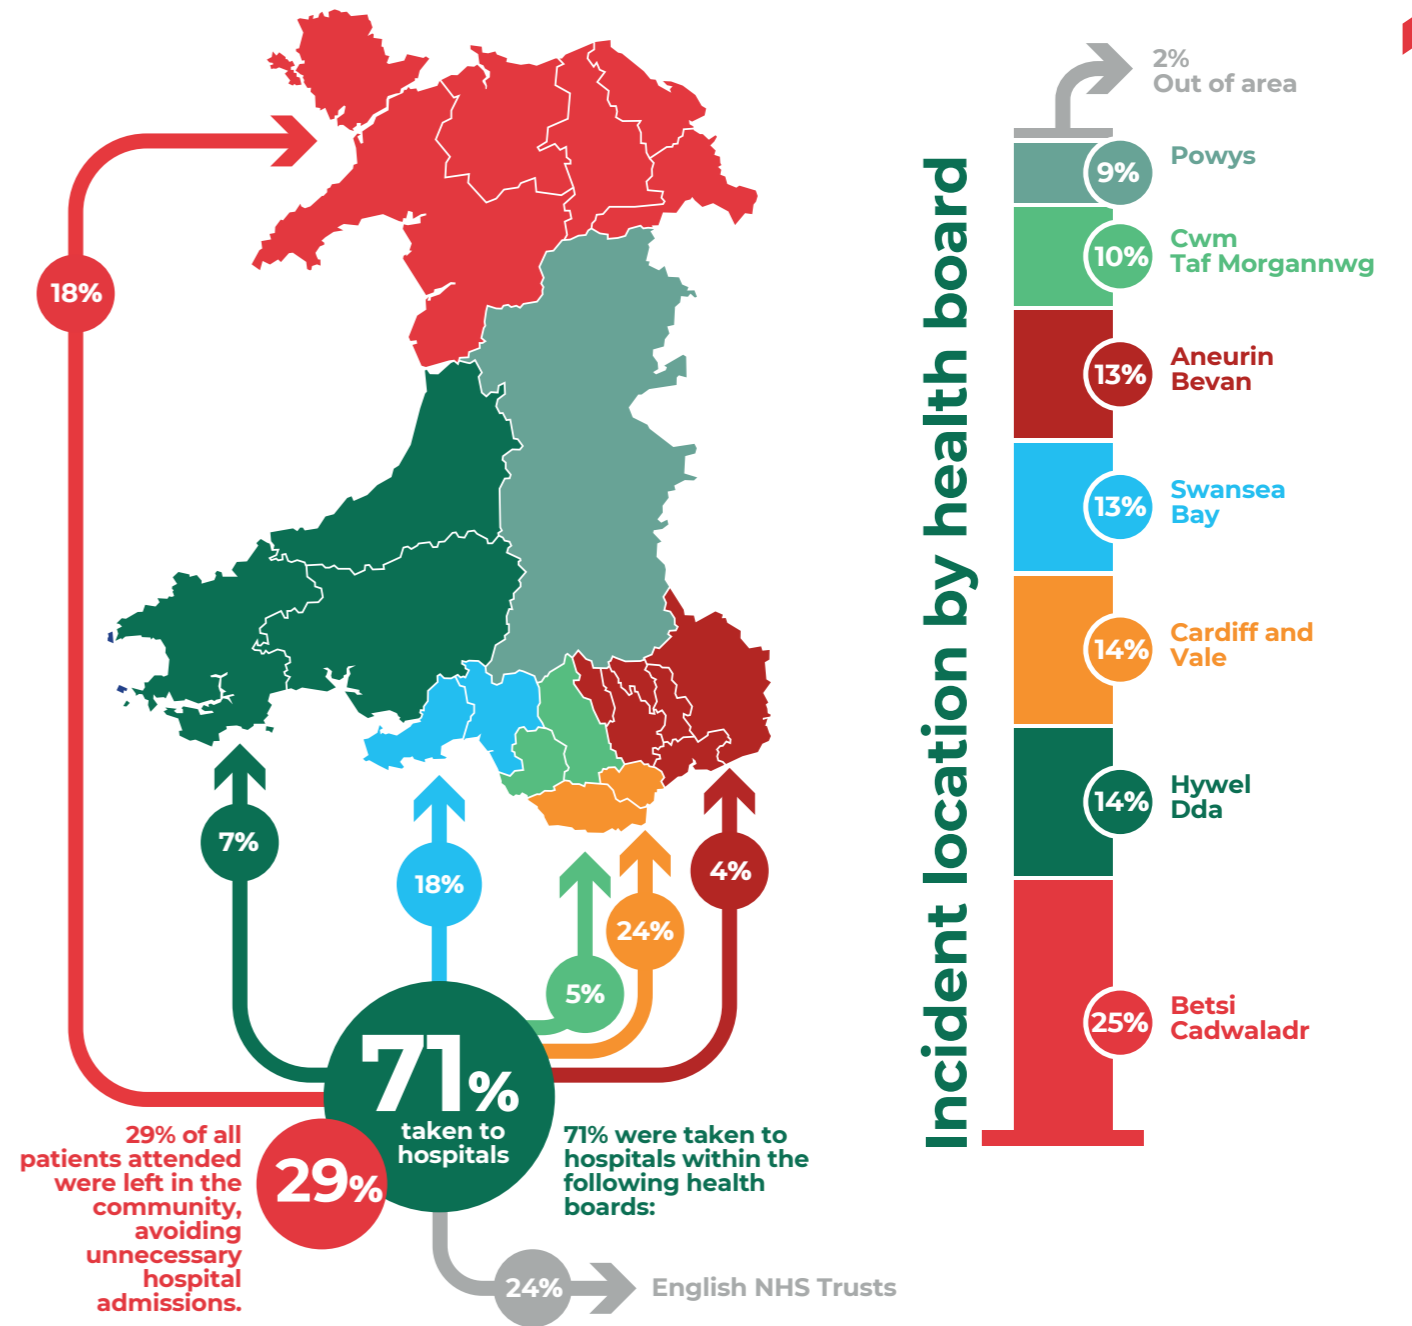 18%
7%
18%
5%
24%
4%
71%
taken to
hospitals
29%
29% of all
patients attended
were left in the
community,
avoiding
unnecessary
hospital
admissions.
71% were taken to
hospitals within the
following health
boards:
24%
English NHS Trusts
Incident location by health board
2%
Out of area
9%
Powys
10%
Cwm
Taf Morgannwg
13%
Aneurin
Bevan
13%
Swansea
Bay
14%
Cardiff and
Vale
14%
Hywel
Dda
25%
Betsi
Cadwaladr